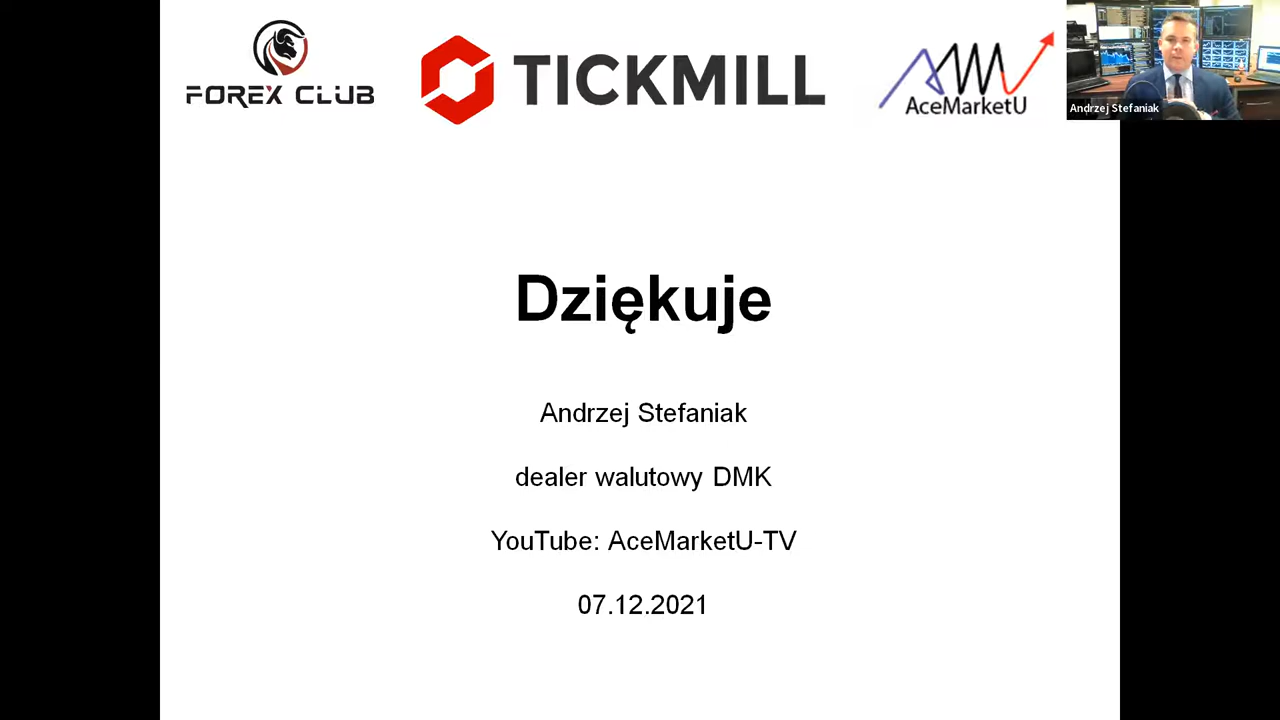 FOREX CLUB
TICKMILL
AceMarketU
Andrzej Stefaniak
Dziękuje
Andrzej Stefaniak
dealer walutowy DMK
YouTube: AceMarketU-TV
07.12.2021